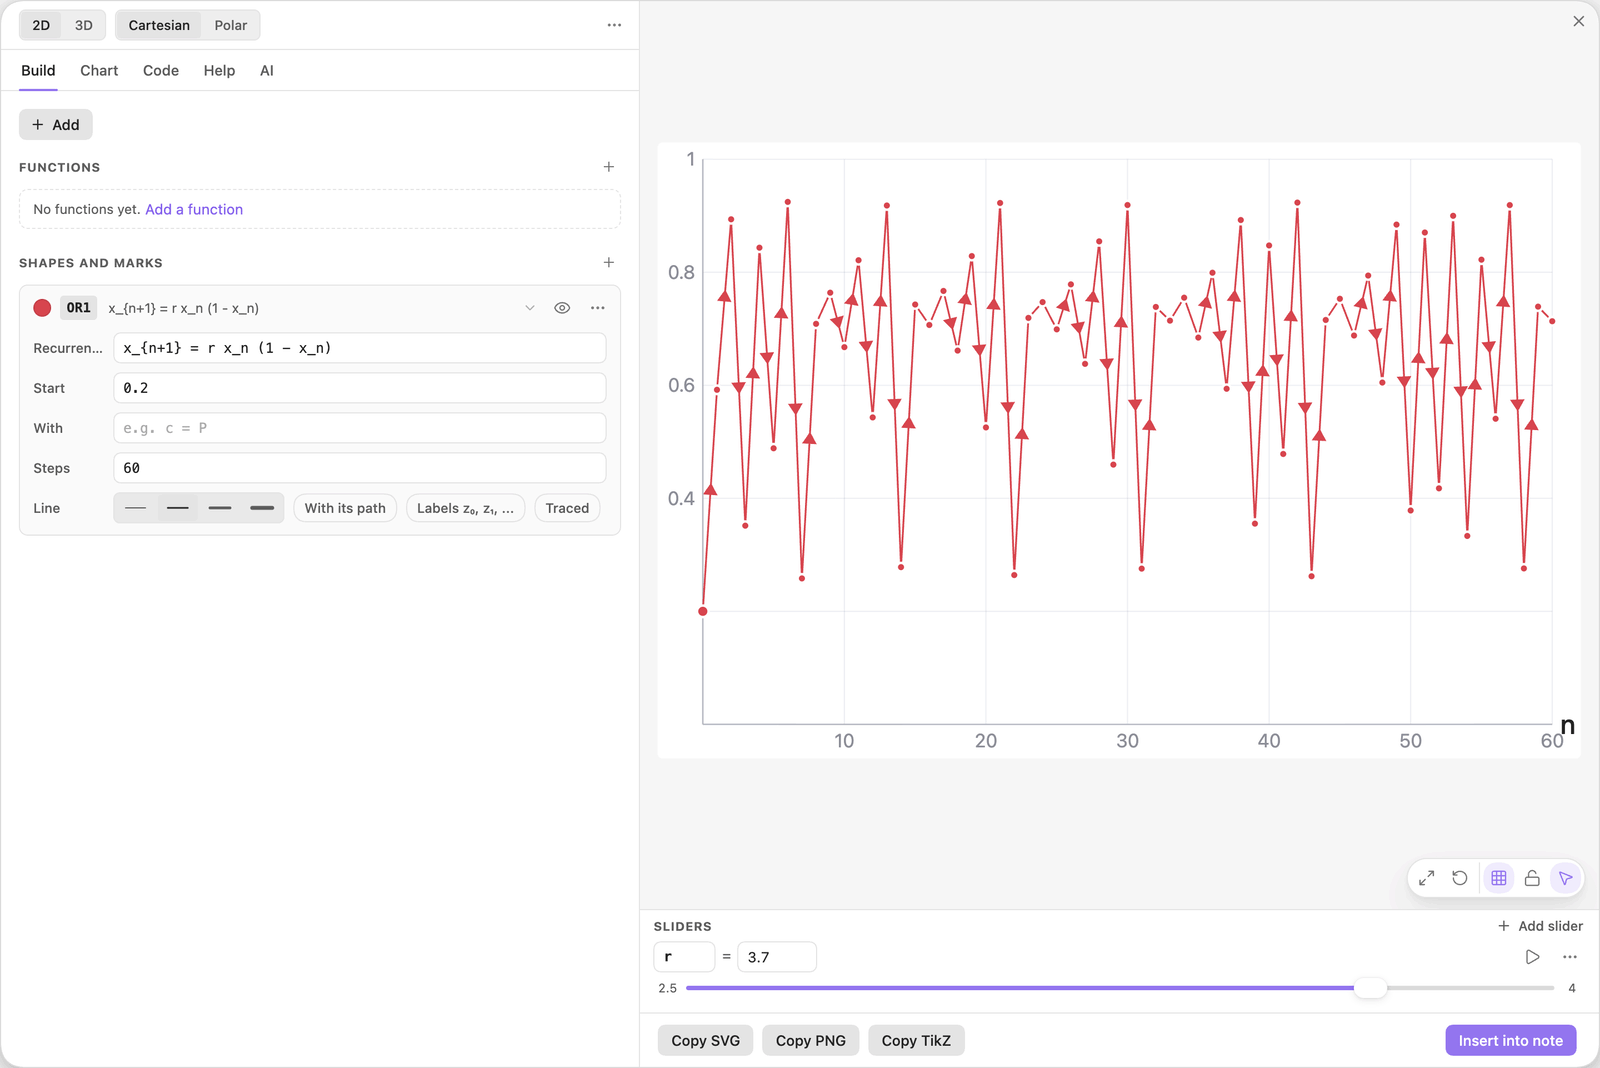 2D 3D Cartesian Polar
Build Chart Code Help AI
+ Add
FUNCTIONS
No functions yet. Add a function
SHAPES AND MARKS
OR1 x_{n+1} = r x_n (1 - x_n)
Recurren... x_{n+1} = r x_n (1 − x_n)
Start 0.2
With e.g. c = P
Steps 60
Line With its path Labels z₀, z₁, ... Traced
1
0.8
0.6
0.4
n
10 20 30 40 50 60
SLIDERS + Add slider
r = 3.7
2.5 4
Copy SVG Copy PNG Copy TikZ Insert into note